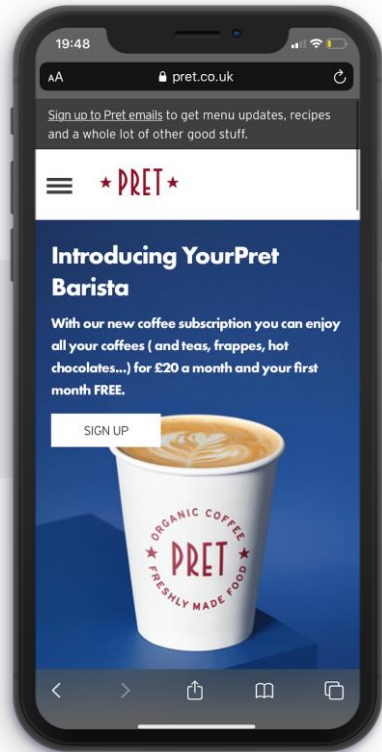 19:48
AA pret.co.uk
Sign up to Pret emails to get menu updates, recipes
and a whole lot of other good stuff.
★ PRET ★
Introducing YourPret
Barista
With our new coffee subscription you can enjoy
all your coffees ( and teas, frappes, hot
chocolates...) for £20 a month and your first
month FREE.
SIGN UP
ORGANIC COFFEE
★ PRET ★
FRESHLY MADE FOOD